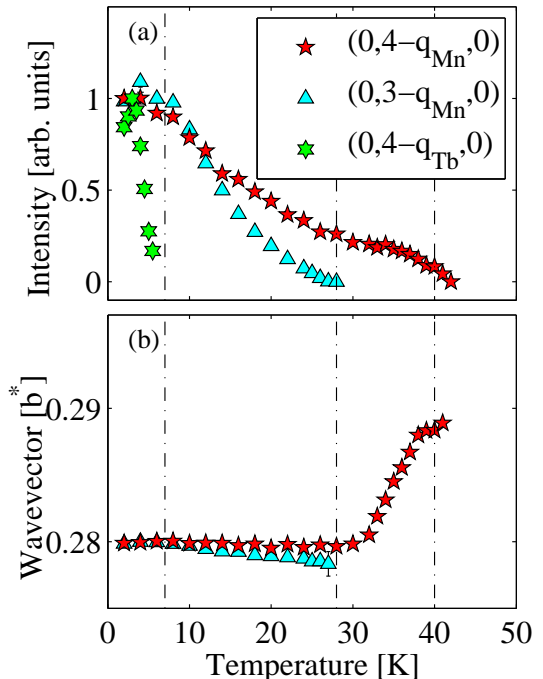 (a)
(0,4−q_Mn,0)
(0,3−q_Mn,0)
(0,4−q_Tb,0)
Intensity [arb. units]
1
0.5
0
(b)
Wavevector [b*]
0.29
0.28
0 10 20 30 40 50
Temperature [K]